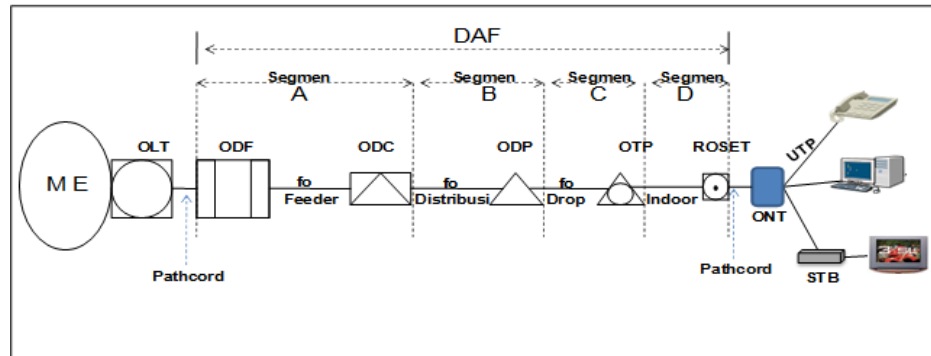 DAF
Segmen
A
Segmen
B
Segmen
C
Segmen
D
M E
OLT
ODF
ODC
ODP
OTP
ROSET
fo
Feeder
fo
Distribusi
fo
Drop
Indoor
ONT
UTP
STB
Pathcord
Pathcord